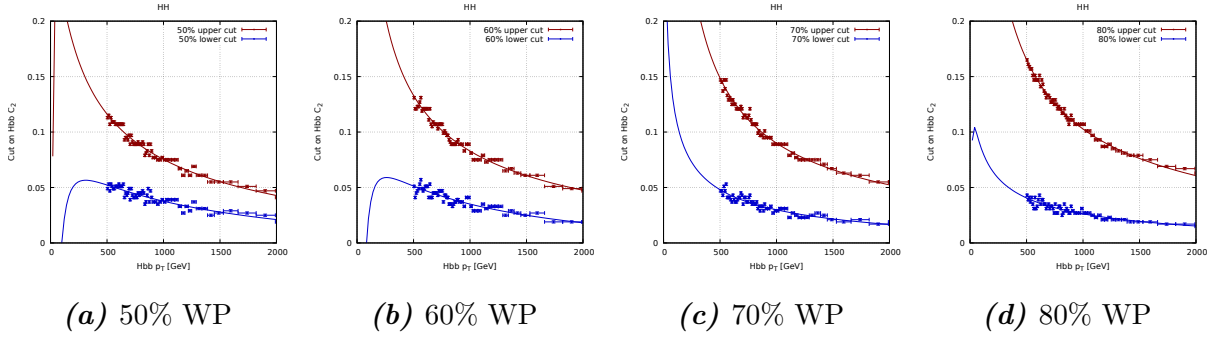 HH
Cut on Hbb C₂
0.2
0.15
0.1
0.05
0
50% upper cut
50% lower cut
0 500 1000 1500 2000
Hbb p_T [GeV]
(a) 50% WP
HH
Cut on Hbb C₂
0.2
0.15
0.1
0.05
0
60% upper cut
60% lower cut
0 500 1000 1500 2000
Hbb p_T [GeV]
(b) 60% WP
HH
Cut on Hbb C₂
0.2
0.15
0.1
0.05
0
70% upper cut
70% lower cut
0 500 1000 1500 2000
Hbb p_T [GeV]
(c) 70% WP
HH
Cut on Hbb C₂
0.2
0.15
0.1
0.05
0
80% upper cut
80% lower cut
0 500 1000 1500 2000
Hbb p_T [GeV]
(d) 80% WP